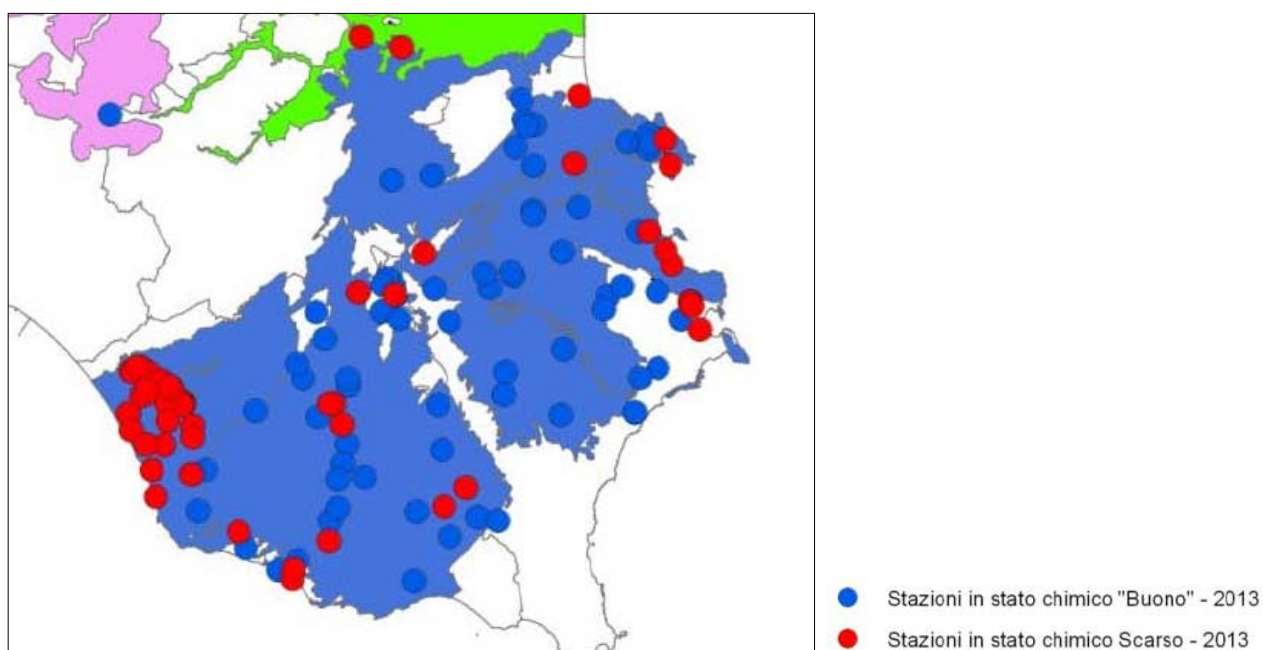 Stazioni in stato chimico "Buono" - 2013
Stazioni in stato chimico Scarso - 2013